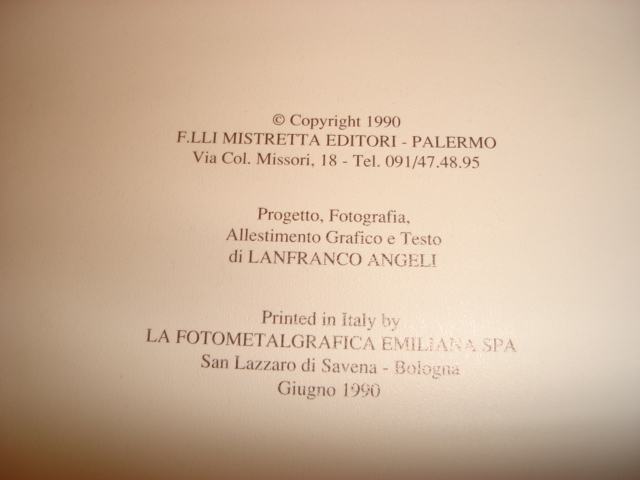 © Copyright 1990
F.LLI MISTRETTA EDITORI - PALERMO
Via Col. Missori, 18 - Tel. 091/47.48.95
Progetto, Fotografia,
Allestimento Grafico e Testo
di LANFRANCO ANGELI
Printed in Italy by
LA FOTOMETALGRAFICA EMILIANA SPA
San Lazzaro di Savena - Bologna
Giugno 1990